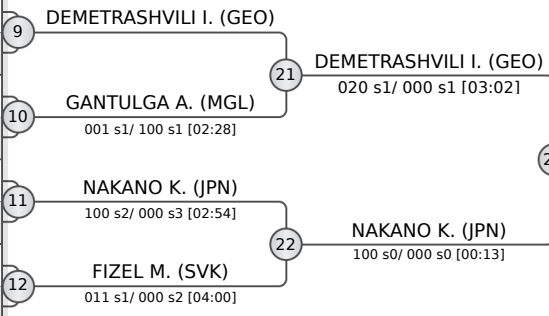 DEMETRASHVILI I. (GEO)
9
21
DEMETRASHVILI I. (GEO)
020 s1/ 000 s1 [03:02]
GANTULGA A. (MGL)
10
001 s1/ 100 s1 [02:28]
NAKANO K. (JPN)
11
100 s2/ 000 s3 [02:54]
22
NAKANO K. (JPN)
100 s0/ 000 s0 [00:13]
FIZEL M. (SVK)
12
011 s1/ 000 s2 [04:00]